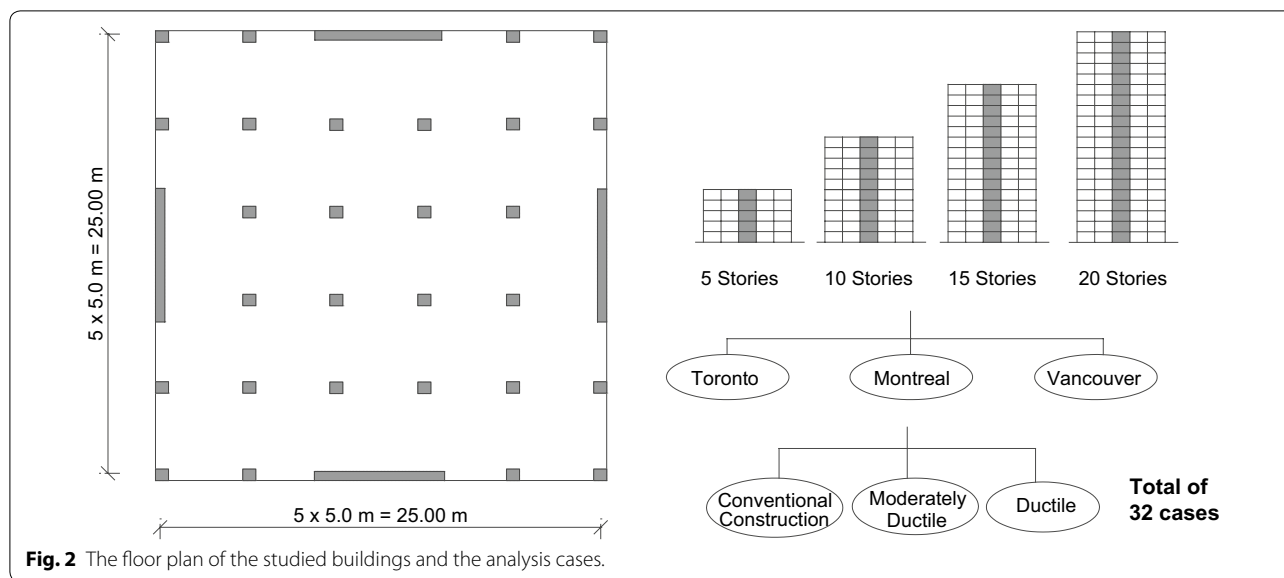 5 x 5.0 m = 25.00 m
5 x 5.0 m = 25.00 m
5 Stories
10 Stories
15 Stories
20 Stories
Toronto
Montreal
Vancouver
Conventional
Construction
Moderately
Ductile
Ductile
Total of
32 cases
Fig. 2 The floor plan of the studied buildings and the analysis cases.